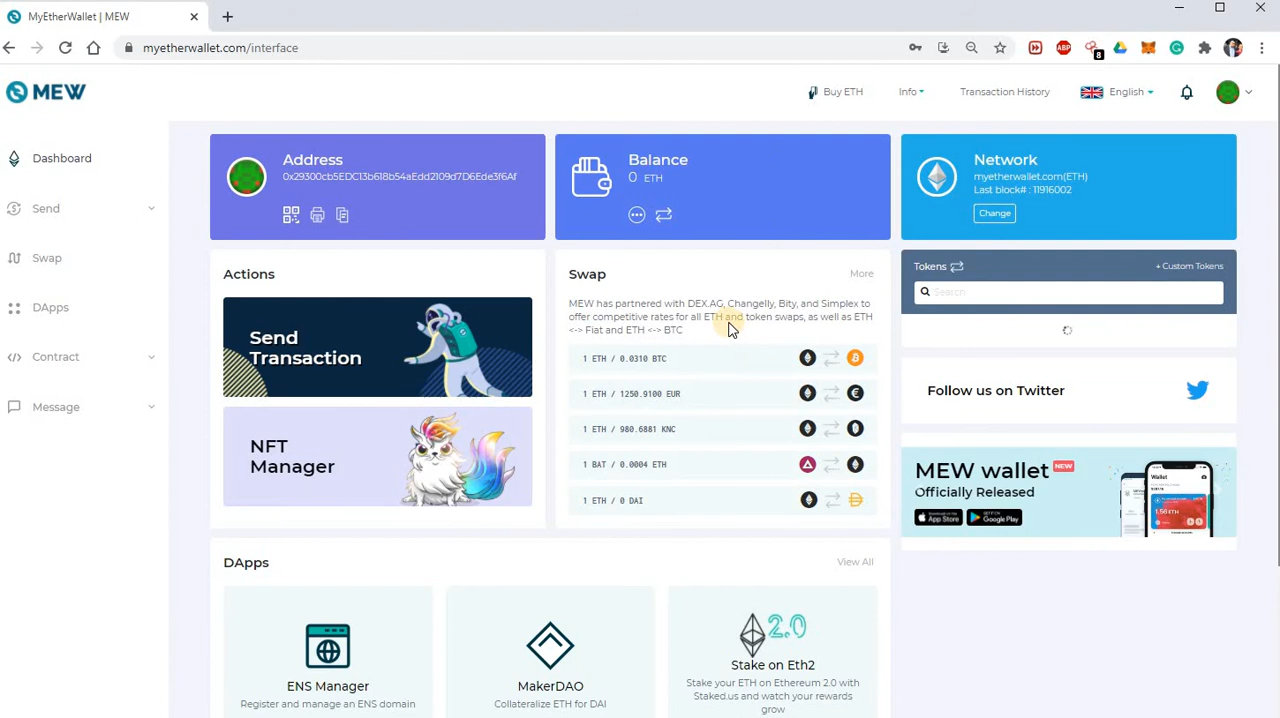 MyEtherWallet | MEW
myetherwallet.com/interface
8
MEW
Buy ETH
Info
Transaction History
English
Dashboard
Send
Swap
DApps
Contract
Message
Address
0x29300cb5EDC13b618b54aEdd2109d7D6Ede3f6Af
Balance
0 ETH
Network
myetherwallet.com(ETH)
Last block# : 11916002
Change
Actions
Send
Transaction
NFT
Manager
Swap
More
MEW has partnered with DEX.AG, Changelly, Bity, and Simplex to
offer competitive rates for all ETH and token swaps, as well as ETH
<-> Fiat and ETH <-> BTC
1 ETH / 0.0310 BTC
1 ETH / 1250.9100 EUR
1 ETH / 980.6881 KNC
1 BAT / 0.0004 ETH
1 ETH / 0 DAI
Tokens
+ Custom Tokens
Search
Follow us on Twitter
MEW wallet NEW
Officially Released
App Store
Google Play
DApps
View All
ENS Manager
Register and manage an ENS domain
MakerDAO
Collateralize ETH for DAI
2.0
Stake on Eth2
Stake your ETH on Ethereum 2.0 with
Staked.us and watch your rewards
grow